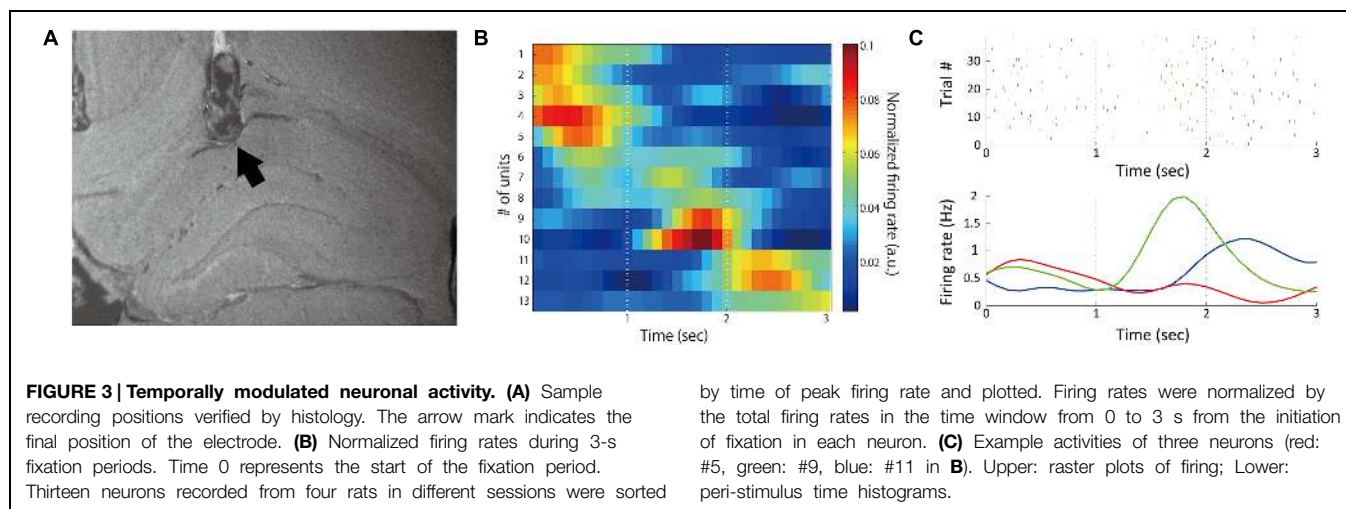 A
B
C
1
2
3
4
5
6
7
8
9
10
11
12
13
# of units
1
2
3
Time (sec)
0.1
0.08
0.06
0.04
0.02
Normalized firing rate (a.u.)
30
20
10
0
Trial #
0
1
2
3
Time (sec)
2
1.5
1
0.5
0
Firing rate (Hz)
0
1
2
3
Time (sec)
FIGURE 3 | Temporally modulated neuronal activity. (A) Sample
recording positions verified by histology. The arrow mark indicates the
final position of the electrode. (B) Normalized firing rates during 3-s
fixation periods. Time 0 represents the start of the fixation period.
Thirteen neurons recorded from four rats in different sessions were sorted
by time of peak firing rate and plotted. Firing rates were normalized by
the total firing rates in the time window from 0 to 3 s from the initiation
of fixation in each neuron. (C) Example activities of three neurons (red:
#5, green: #9, blue: #11 in B). Upper: raster plots of firing; Lower:
peri-stimulus time histograms.